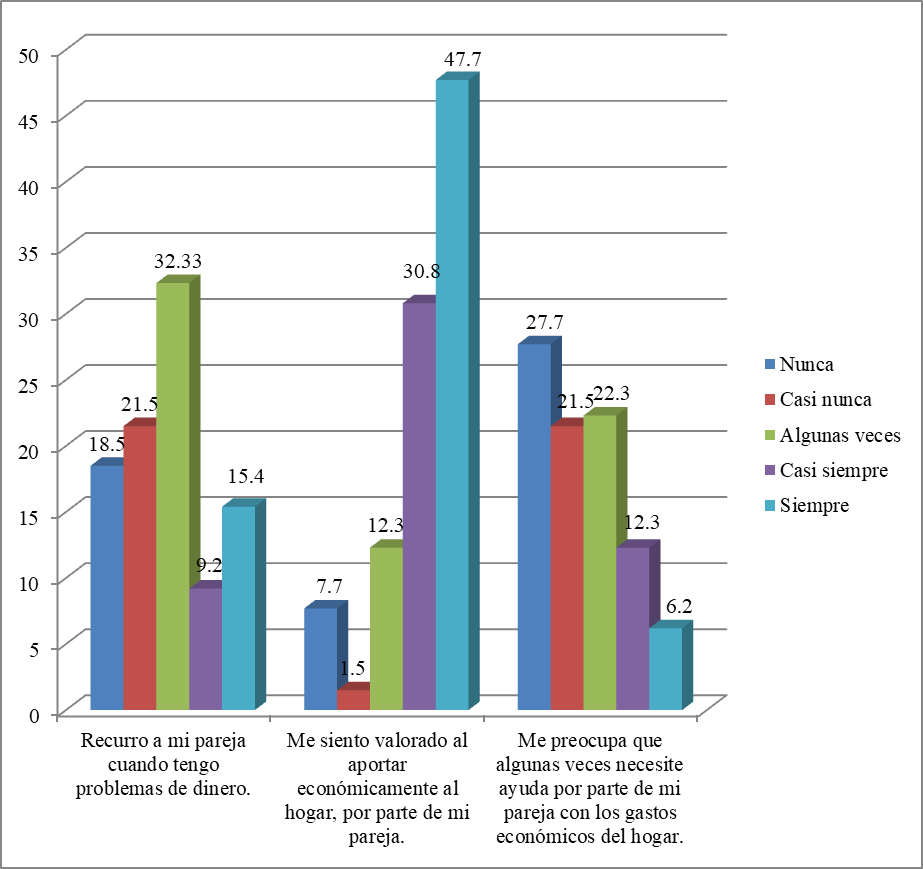 50
45
40
35
30
25
20
15
10
5
0
18.5
21.5
32.33
9.2
15.4
7.7
1.5
12.3
30.8
47.7
27.7
21.5
22.3
12.3
6.2
Recurro a mi pareja
cuando tengo
problemas de dinero.
Me siento valorado al
aportar
económicamente al
hogar, por parte de mi
pareja.
Me preocupa que
algunas veces necesite
ayuda por parte de mi
pareja con los gastos
económicos del hogar.
Nunca
Casi nunca
Algunas veces
Casi siempre
Siempre